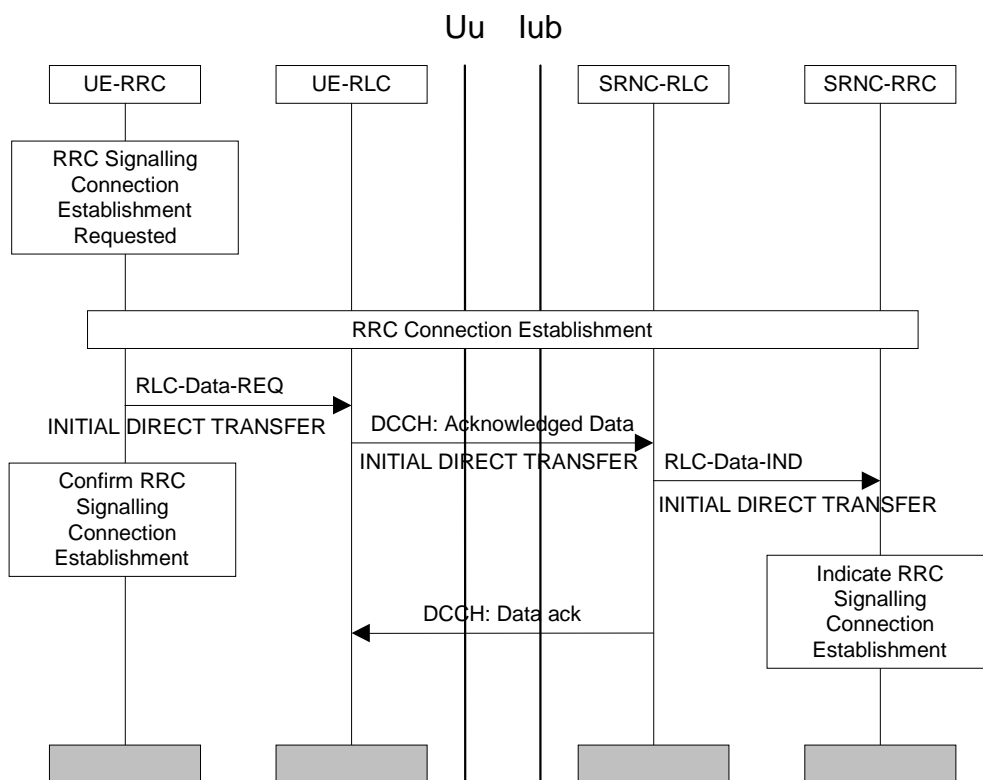 Uu Iub
UE-RRC UE-RLC SRNC-RLC SRNC-RRC
RRC Signalling
Connection
Establishment
Requested
RRC Connection Establishment
RLC-Data-REQ
INITIAL DIRECT TRANSFER
DCCH: Acknowledged Data
INITIAL DIRECT TRANSFER
RLC-Data-IND
INITIAL DIRECT TRANSFER
Confirm RRC
Signalling
Connection
Establishment
Indicate RRC
Signalling
Connection
Establishment
DCCH: Data ack